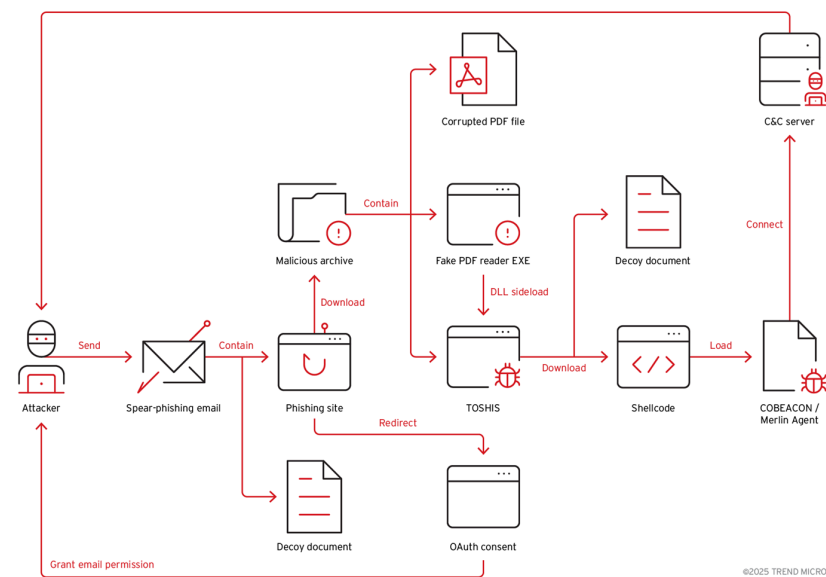 Corrupted PDF file
C&C server
Contain
Connect
Malicious archive
Fake PDF reader EXE
Decoy document
DLL sideload
Download
Send
Contain
Load
Download
Attacker
Spear-phishing email
Phishing site
TOSHIS
Shellcode
COBEACON /
Merlin Agent
Redirect
Decoy document
OAuth consent
Grant email permission
©2025 TREND MICRO